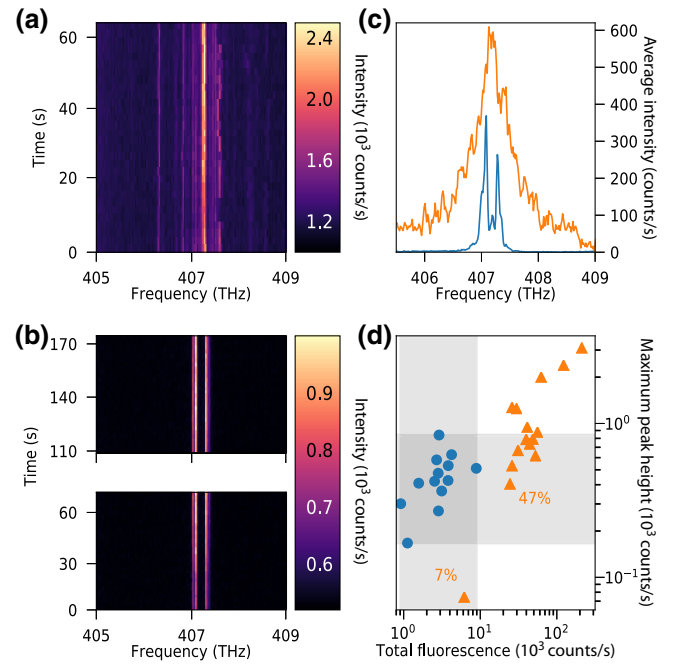 (a)
60
40
20
0
Time (s)
405 407 409
Frequency (THz)
2.4
2.0
1.6
1.2
Intensity (10³ counts/s)
(c)
600
500
400
300
200
100
0
Average intensity (counts/s)
406 407 408 409
Frequency (THz)
(b)
170
140
110
60
30
0
Time (s)
405 407 409
Frequency (THz)
0.9
0.8
0.7
0.6
Intensity (10³ counts/s)
(d)
47%
7%
10⁰
10⁻¹
Maximum peak height (10³ counts/s)
10⁰ 10¹ 10²
Total fluorescence (10³ counts/s)